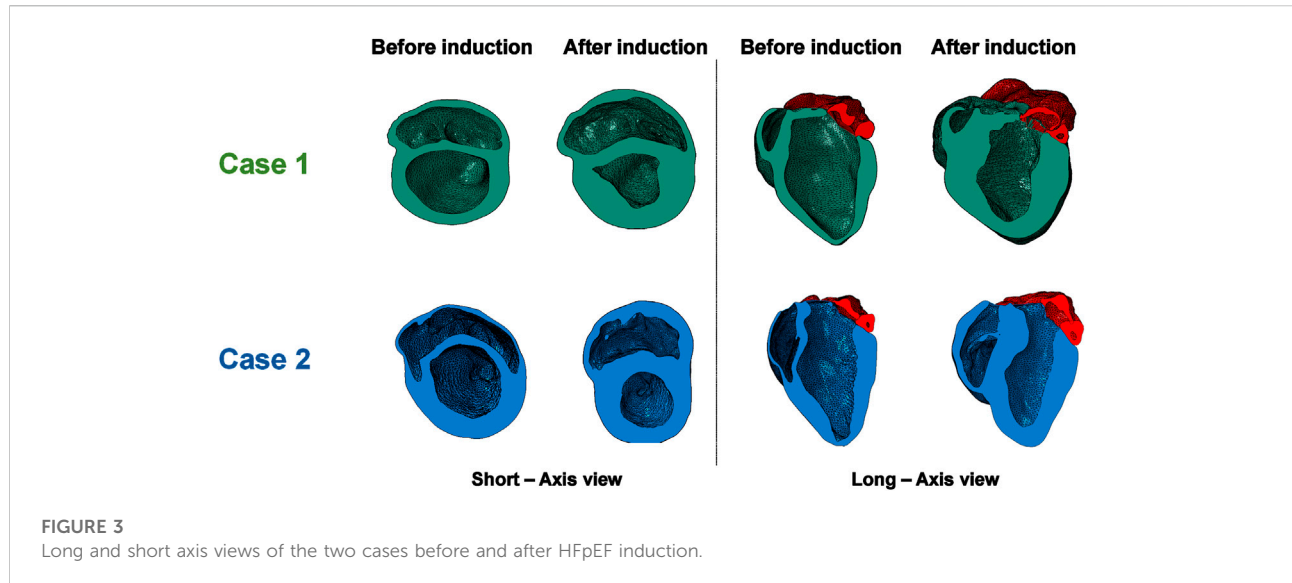 Before induction After induction Before induction After induction
Case 1
Case 2
Short – Axis view Long – Axis view
FIGURE 3
Long and short axis views of the two cases before and after HFpEF induction.